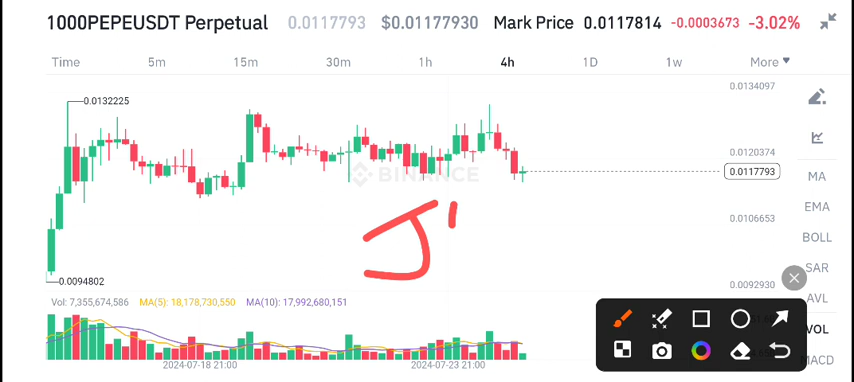 1000PEPEUSDT Perpetual 0.0117793 $0.01177930 Mark Price 0.0117814 -0.0003673 -3.02%
Time 5m 15m 30m 1h 4h 1D 1w More
0.0134097
0.0132225
0.0120374
BINANCE
0.0117793
MA
EMA
0.0106653
BOLL
SAR
0.0094802
0.0092930
AVL
Vol: 7,355,674,586 MA(5): 18,178,730,550 MA(10): 17,992,680,151
VOL
MACD
2024-07-18 21:00 2024-07-23 21:00